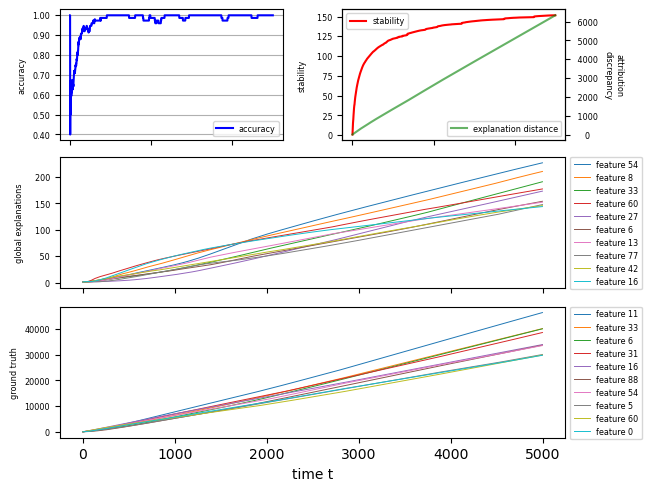 1.00
0.90
0.80
0.70
0.60
0.50
0.40
accuracy
accuracy
150
125
100
75
50
25
0
stability
stability
explanation distance
6000
5000
4000
3000
2000
1000
0
attribution
discrepancy
200
150
100
50
0
global explanations
feature 54
feature 8
feature 33
feature 60
feature 27
feature 6
feature 13
feature 77
feature 42
feature 16
40000
30000
20000
10000
0
ground truth
feature 11
feature 33
feature 6
feature 31
feature 16
feature 88
feature 54
feature 5
feature 60
feature 0
0 1000 2000 3000 4000 5000
time t